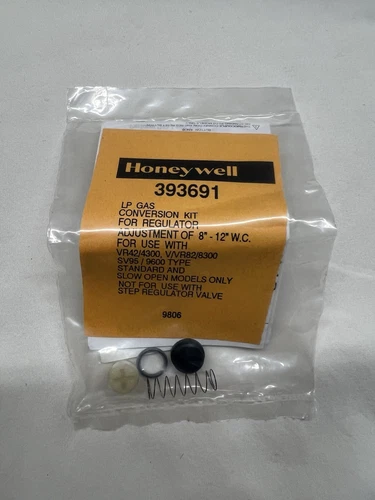 Honeywell
393691
LP GAS
CONVERSION KIT
FOR REGULATOR
ADJUSTMENT OF 8" - 12" W.C.
FOR USE WITH
VR42/4300, V/VR82/8300
SV95 / 9600 TYPE
STANDARD AND
SLOW OPEN MODELS ONLY
NOT FOR USE WITH
STEP REGULATOR VALVE
9806